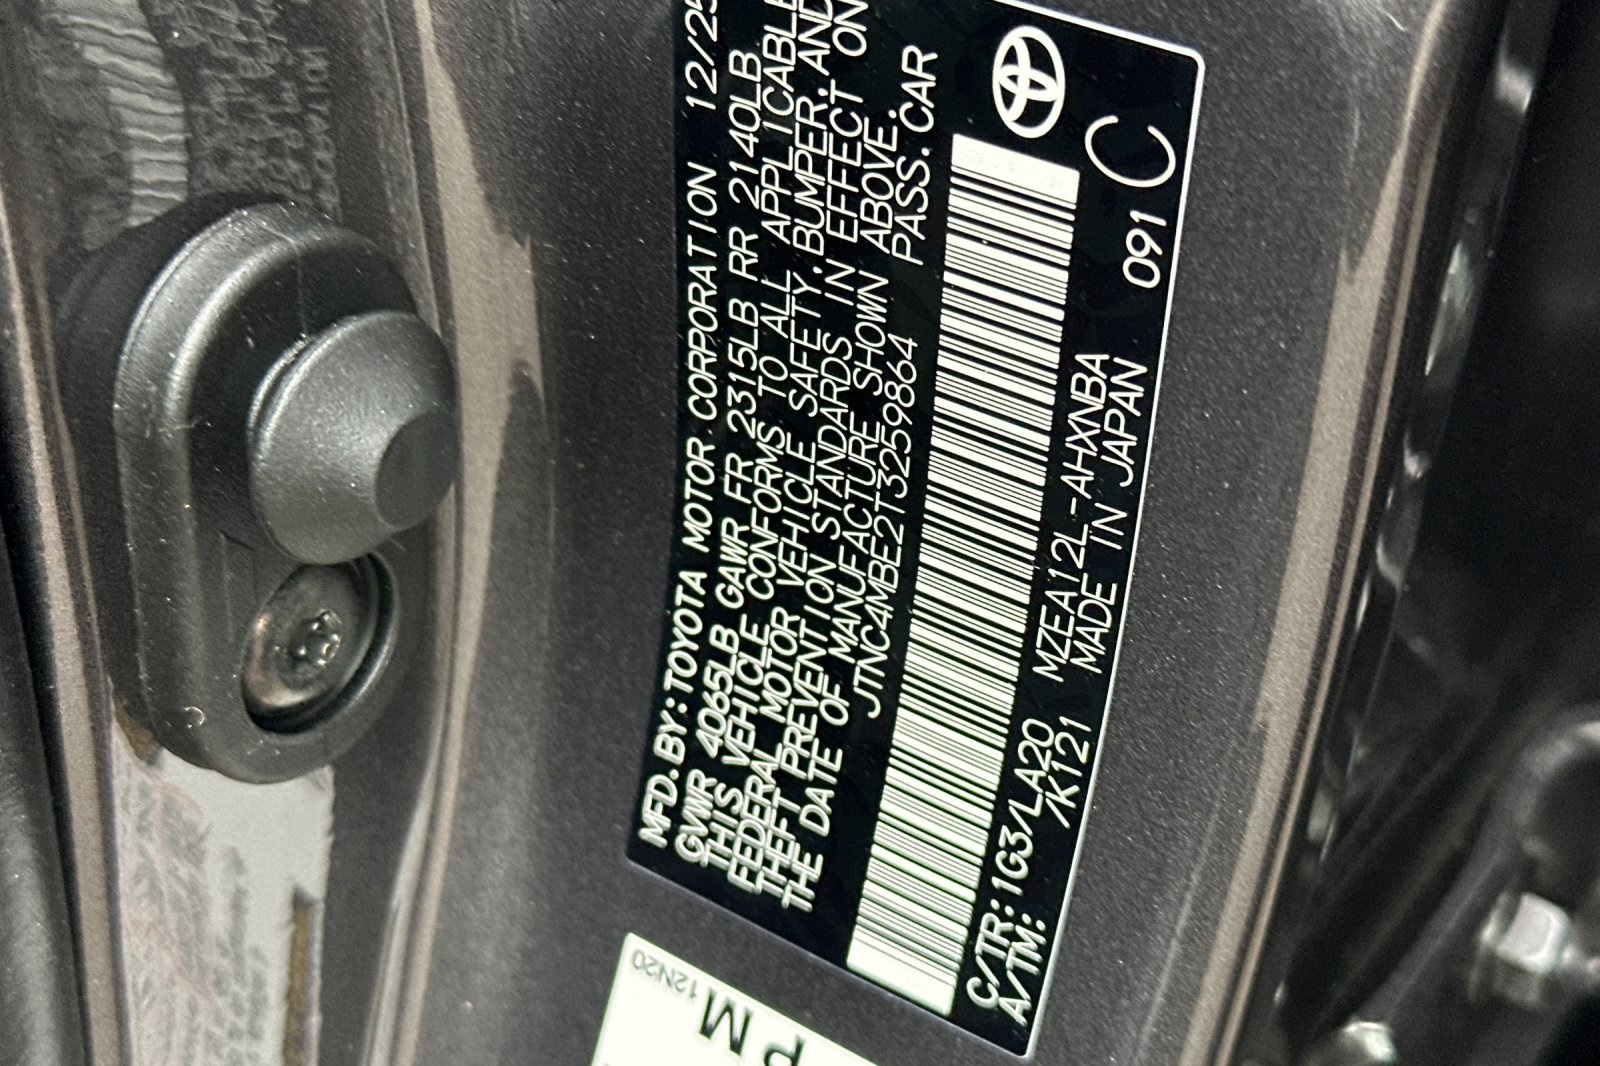 MFD.BY:TOYOTA MOTOR CORPORATION 12/25
GVWR 4065LB GAWR FR 2315LB RR 2140LB
THIS VEHICLE CONFORMS TO ALL APPLICABLE
FEDERAL MOTOR VEHICLE SAFETY,BUMPER,AND
THEFT PREVENTION STANDARDS IN EFFECT ON
THE DATE OF MANUFACTURE SHOWN ABOVE.
JTNC4MBE2T3259864 PASS.CAR
C/TR:1G3/LA20 MZEA12L-AHXNBA 091 C
A/TM: /K121 MADE IN JAPAN
12N20
PM